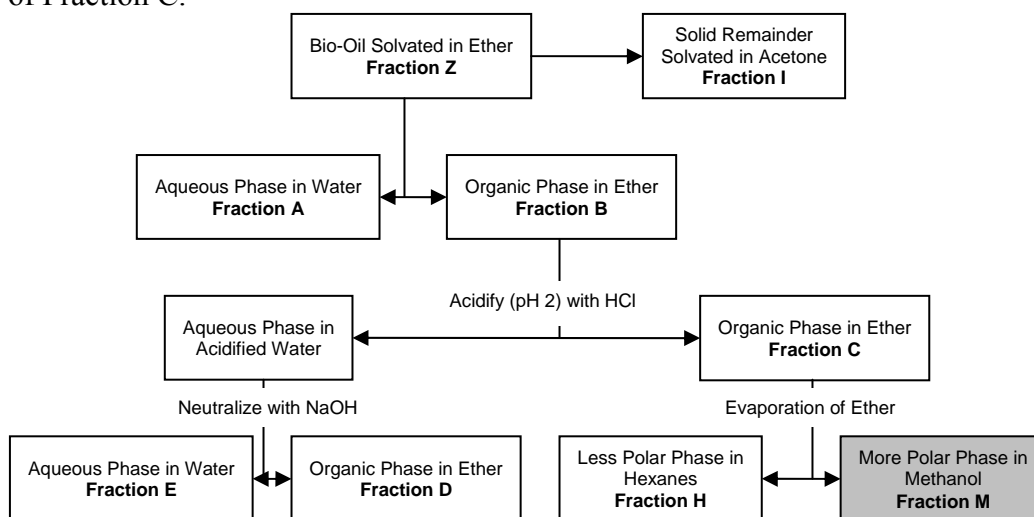 of Fraction C.
Bio-Oil Solvated in Ether
Fraction Z
Solid Remainder
Solvated in Acetone
Fraction I
Aqueous Phase in Water
Fraction A
Organic Phase in Ether
Fraction B
Acidify (pH 2) with HCl
Aqueous Phase in
Acidified Water
Organic Phase in Ether
Fraction C
Neutralize with NaOH
Evaporation of Ether
Aqueous Phase in Water
Fraction E
Organic Phase in Ether
Fraction D
Less Polar Phase in
Hexanes
Fraction H
More Polar Phase in
Methanol
Fraction M